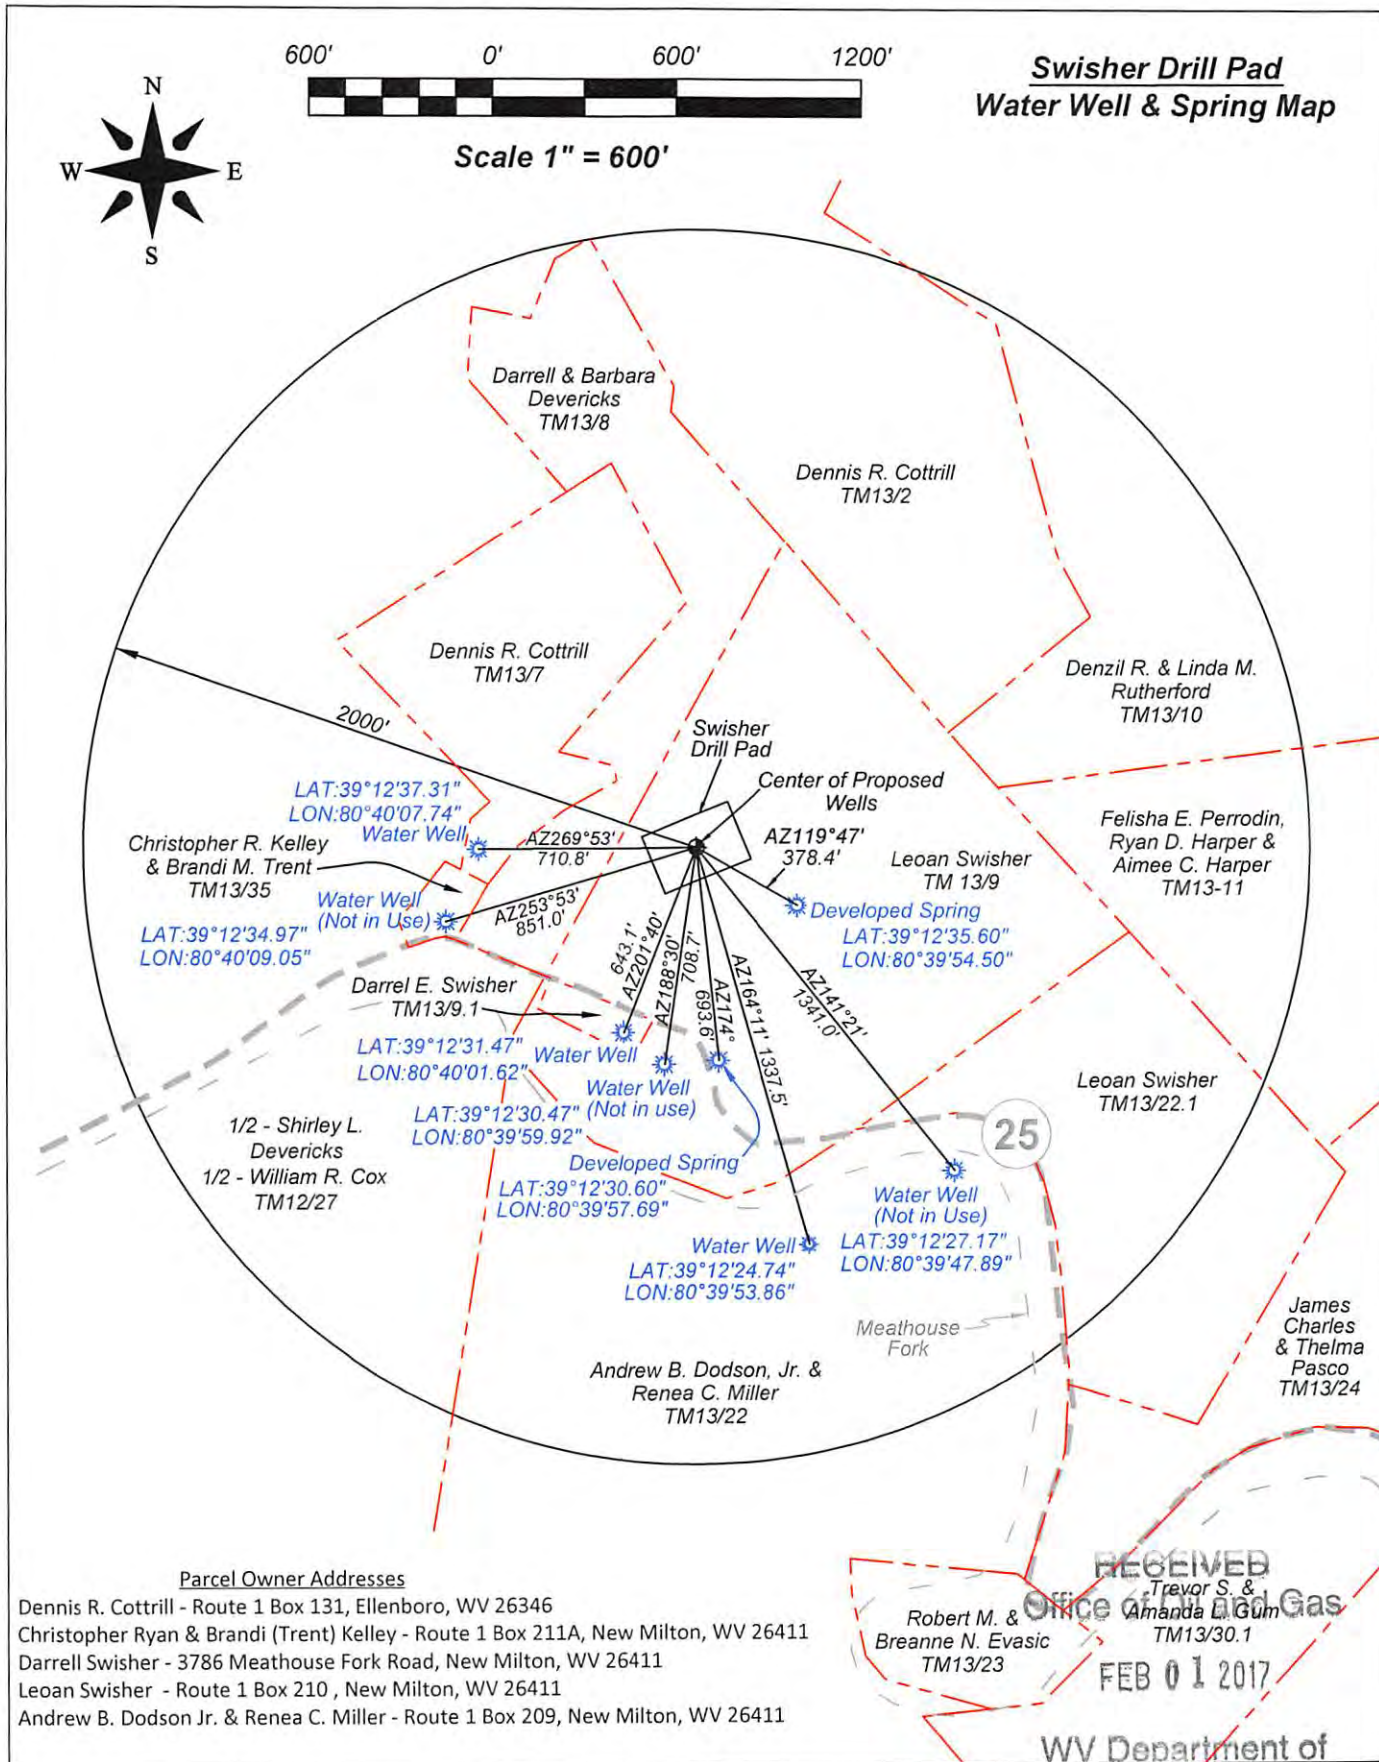 600' 0' 600' 1200'
Scale 1" = 600'
Swisher Drill Pad
Water Well & Spring Map
N
W
E
S
Darrell & Barbara
Devericks
TM13/8
Dennis R. Cottrill
TM13/2
Dennis R. Cottrill
TM13/7
Denzil R. & Linda M.
Rutherford
TM13/10
2000'
Swisher
Drill Pad
Center of Proposed
Wells
LAT:39°12'37.31"
LON:80°40'07.74"
Water Well
AZ269°53'
710.8'
AZ119°47'
378.4'
Leoan Swisher
TM 13/9
Felisha E. Perrodin,
Ryan D. Harper &
Aimee C. Harper
TM13-11
Christopher R. Kelley
& Brandi M. Trent
TM13/35
Water Well
(Not in Use)
LAT:39°12'34.97"
LON:80°40'09.05"
AZ253°53'
851.0'
Developed Spring
LAT:39°12'35.60"
LON:80°39'54.50"
643.1'
AZ201°40'
AZ188°30'
708.7'
AZ174°
693.6'
AZ164°11' 1337.5'
AZ141°21'
1341.0'
Darrel E. Swisher
TM13/9.1
LAT:39°12'31.47"
LON:80°40'01.62"
Water Well
Water Well
(Not in use)
LAT:39°12'30.47"
LON:80°39'59.92"
Developed Spring
LAT:39°12'30.60"
LON:80°39'57.69"
Leoan Swisher
TM13/22.1
25
1/2 - Shirley L.
Devericks
1/2 - William R. Cox
TM12/27
Water Well
(Not in Use)
LAT:39°12'27.17"
LON:80°39'47.89"
Water Well
LAT:39°12'24.74"
LON:80°39'53.86"
Meathouse
Fork
James
Charles
& Thelma
Pasco
TM13/24
Andrew B. Dodson, Jr. &
Renea C. Miller
TM13/22
Parcel Owner Addresses
Dennis R. Cottrill - Route 1 Box 131, Ellenboro, WV 26346
Christopher Ryan & Brandi (Trent) Kelley - Route 1 Box 211A, New Milton, WV 26411
Darrell Swisher - 3786 Meathouse Fork Road, New Milton, WV 26411
Leoan Swisher - Route 1 Box 210 , New Milton, WV 26411
Andrew B. Dodson Jr. & Renea C. Miller - Route 1 Box 209, New Milton, WV 26411
Robert M. &
Breanne N. Evasic
TM13/23
Trevor S. &
Amanda L. Gum
TM13/30.1
RECEIVED
Office of Oil and Gas
FEB 01 2017
WV Department of